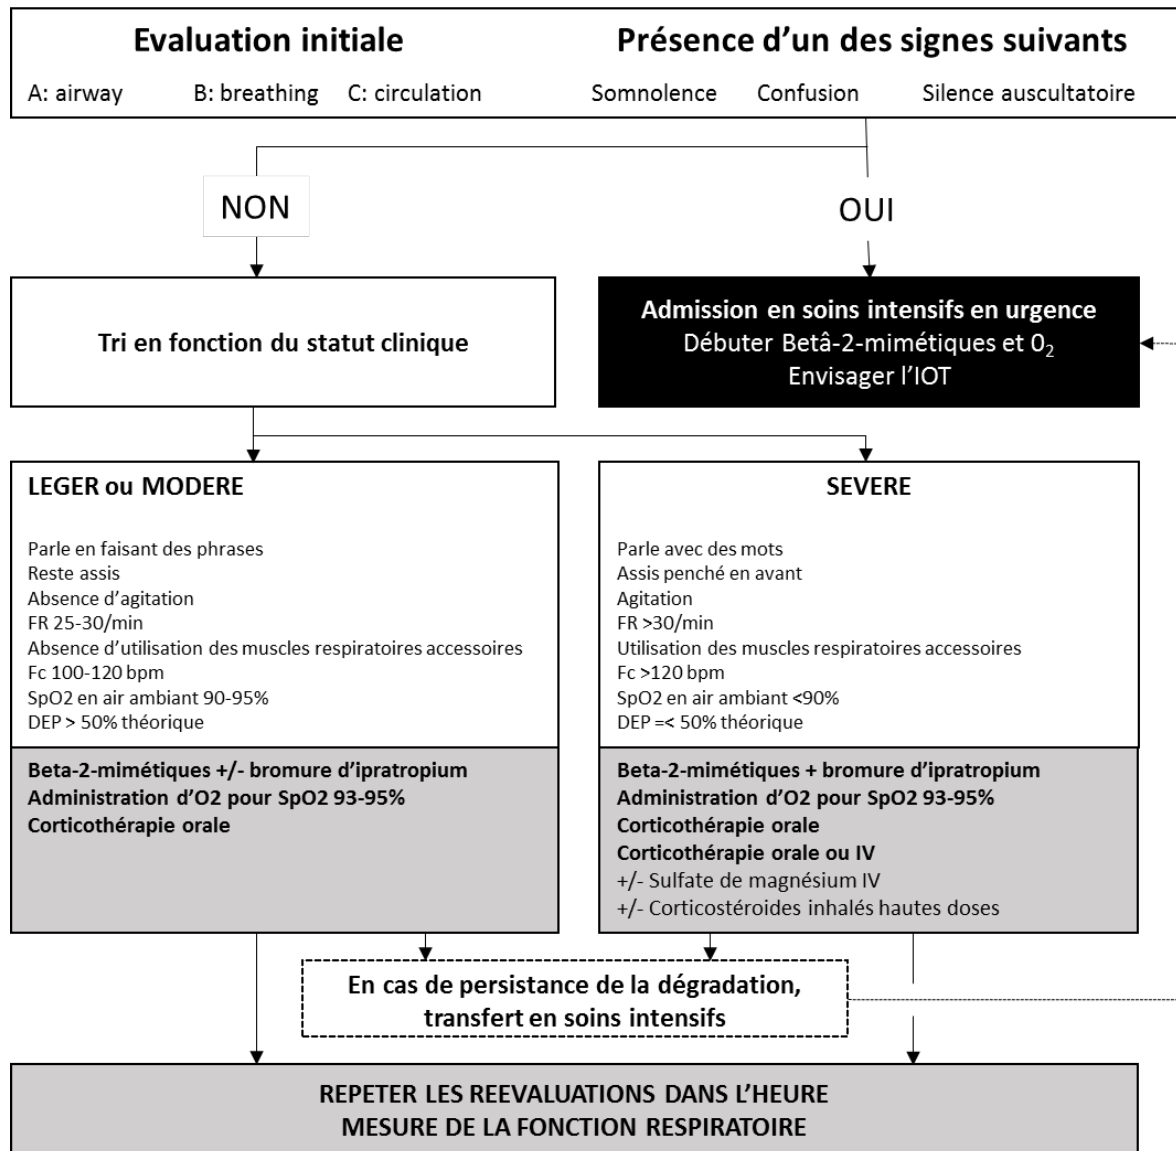 Evaluation initiale
A: airway B: breathing C: circulation
Présence d’un des signes suivants
Somnolence Confusion Silence auscultatoire
NON
OUI
Tri en fonction du statut clinique
Admission en soins intensifs en urgence
Débuter Betâ-2-mimétiques et 0₂
Envisager l’IOT
LEGER ou MODERE
Parle en faisant des phrases
Reste assis
Absence d’agitation
FR 25-30/min
Absence d’utilisation des muscles respiratoires accessoires
Fc 100-120 bpm
SpO2 en air ambiant 90-95%
DEP > 50% théorique
Beta-2-mimétiques +/- bromure d’ipratropium
Administration d’O2 pour SpO2 93-95%
Corticothérapie orale
SEVERE
Parle avec des mots
Assis penché en avant
Agitation
FR >30/min
Utilisation des muscles respiratoires accessoires
Fc >120 bpm
SpO2 en air ambiant <90%
DEP =< 50% théorique
Beta-2-mimétiques + bromure d’ipratropium
Administration d’O2 pour SpO2 93-95%
Corticothérapie orale
Corticothérapie orale ou IV
+/- Sulfate de magnésium IV
+/- Corticostéroides inhalés hautes doses
En cas de persistance de la dégradation,
transfert en soins intensifs
REPETER LES REEVALUATIONS DANS L’HEURE
MESURE DE LA FONCTION RESPIRATOIRE